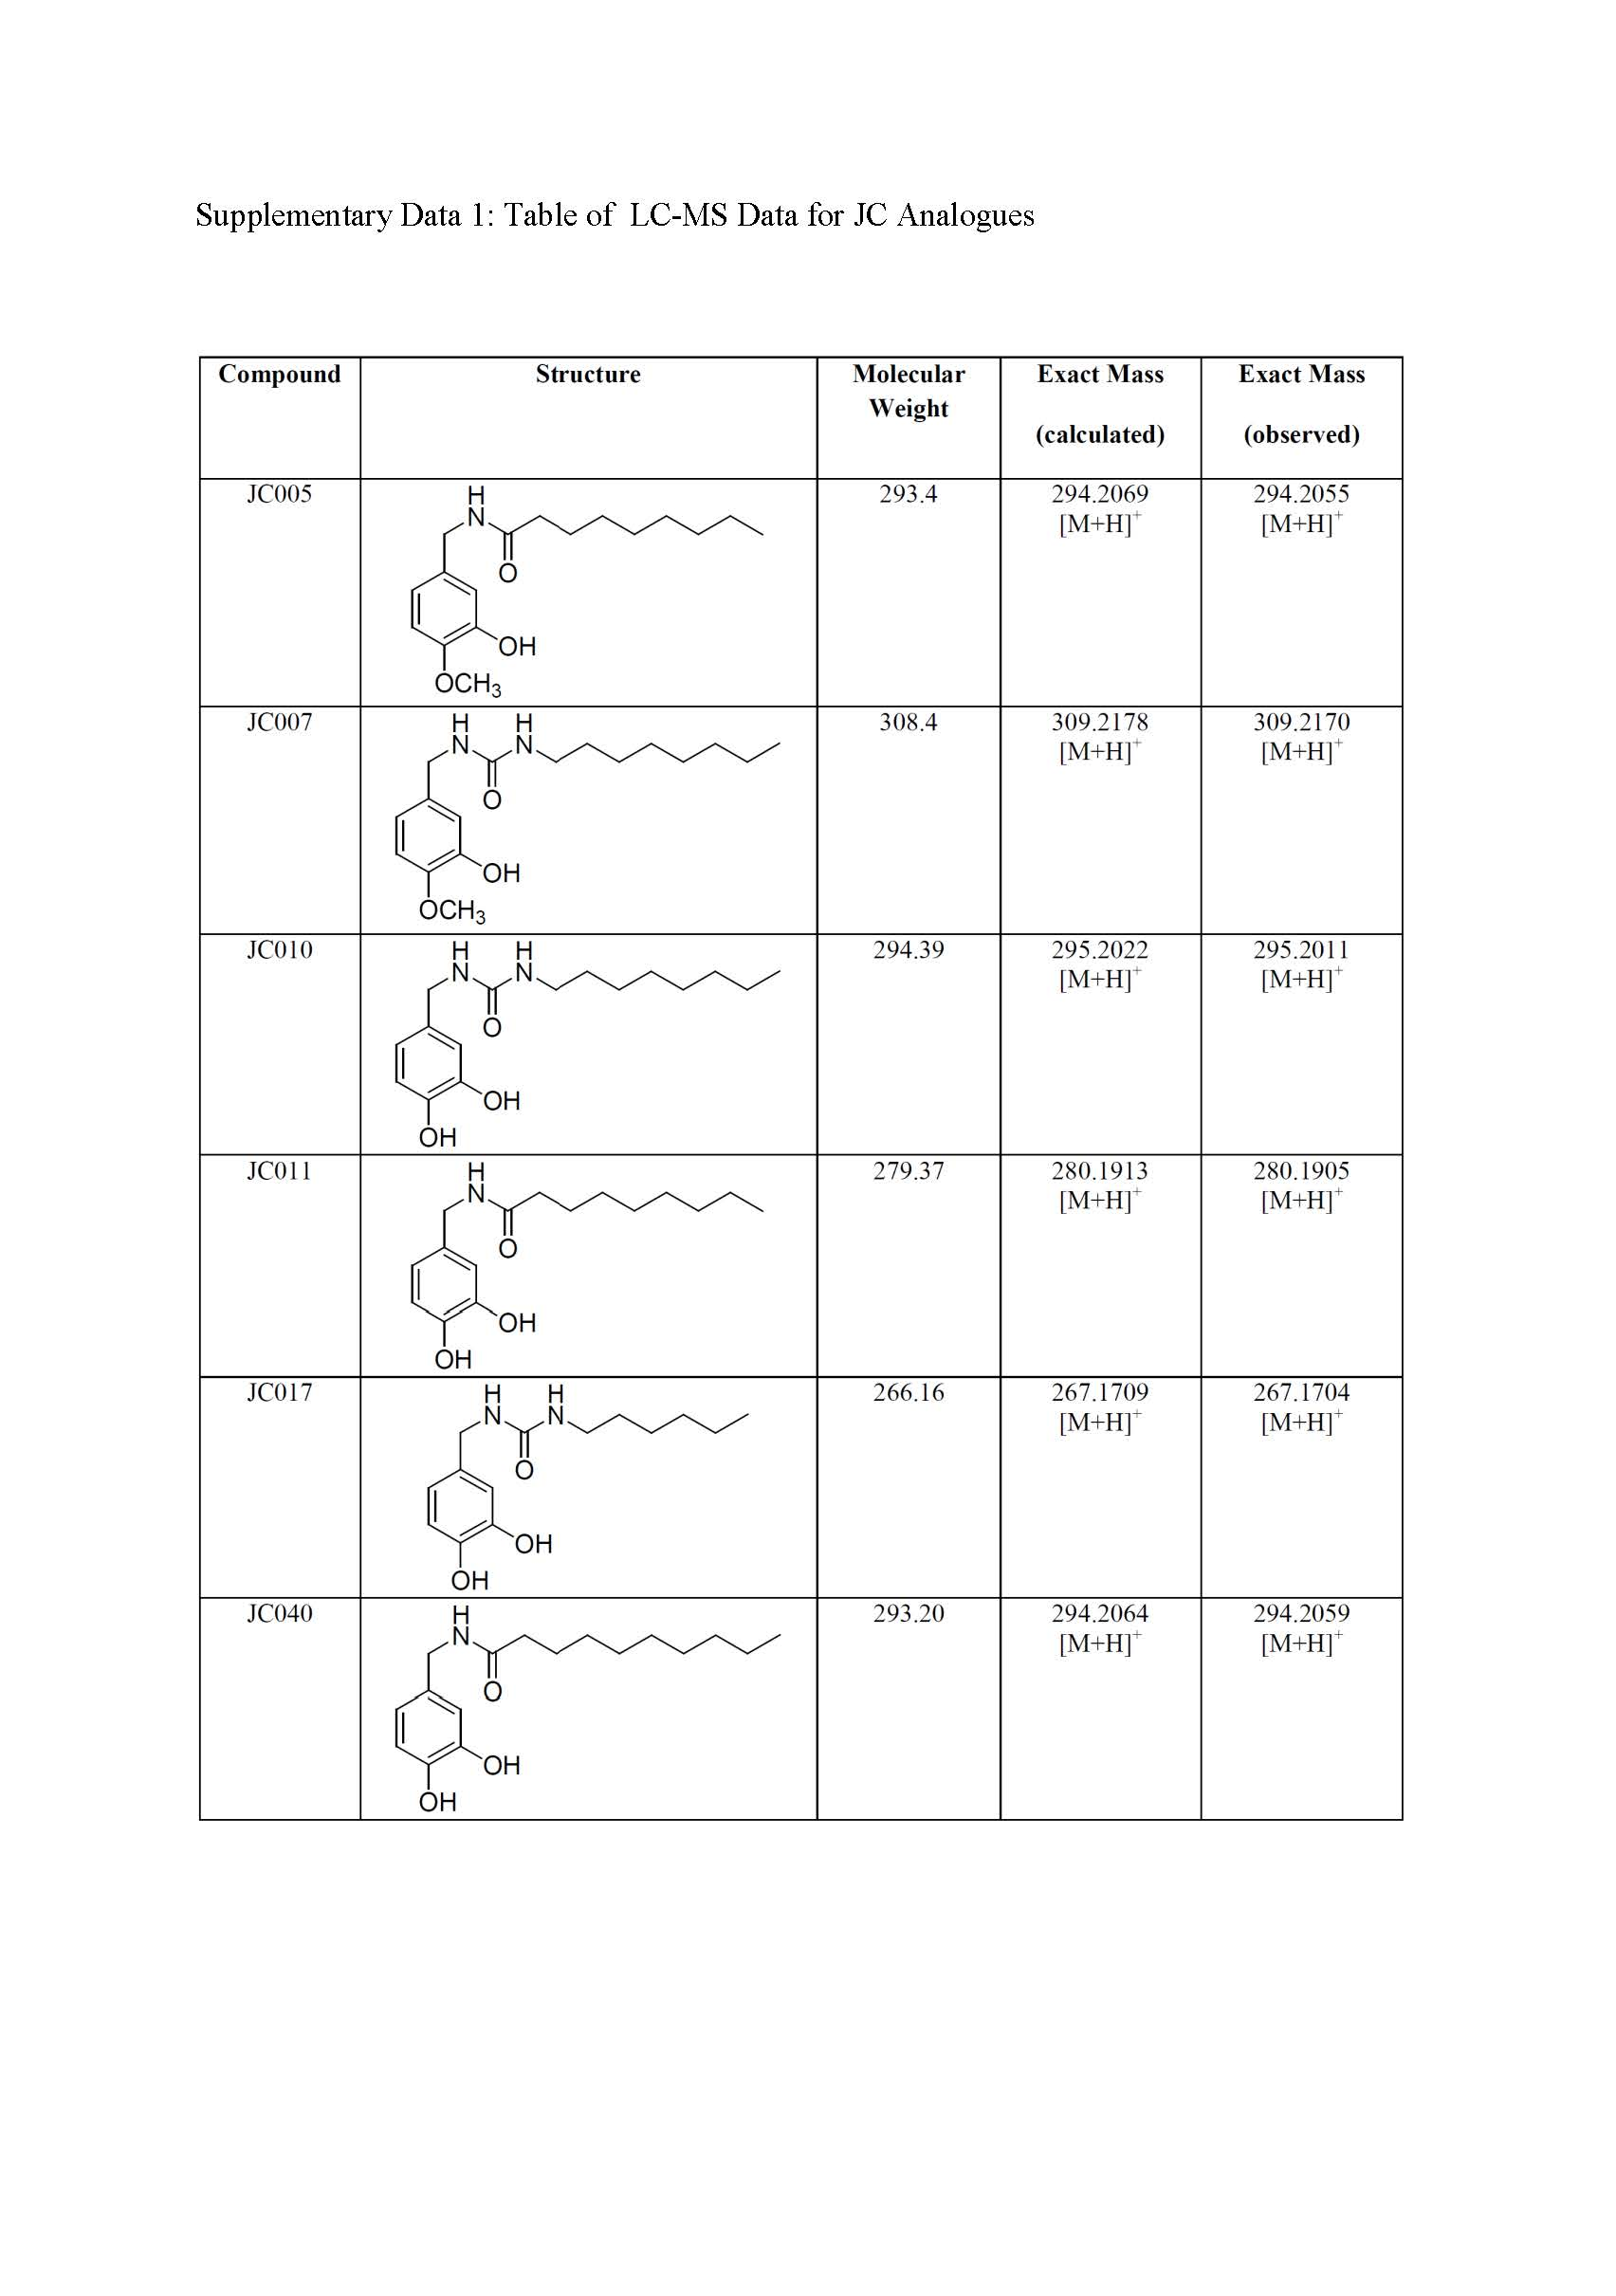 Supplementary Data 1: Table of LC-MS Data for JC Analogues
Compound Structure Molecular Weight Exact Mass (calculated) Exact Mass (observed)
JC005
H
N
O
OH
OCH3
293.4
294.2069
[M+H]+
294.2055
[M+H]+
JC007
H H
N N
O
OH
OCH3
308.4
309.2178
[M+H]+
309.2170
[M+H]+
JC010
H H
N N
O
OH
OH
294.39
295.2022
[M+H]+
295.2011
[M+H]+
JC011
H
N
O
OH
OH
279.37
280.1913
[M+H]+
280.1905
[M+H]+
JC017
H H
N N
O
OH
OH
266.16
267.1709
[M+H]+
267.1704
[M+H]+
JC040
H
N
O
OH
OH
293.20
294.2064
[M+H]+
294.2059
[M+H]+